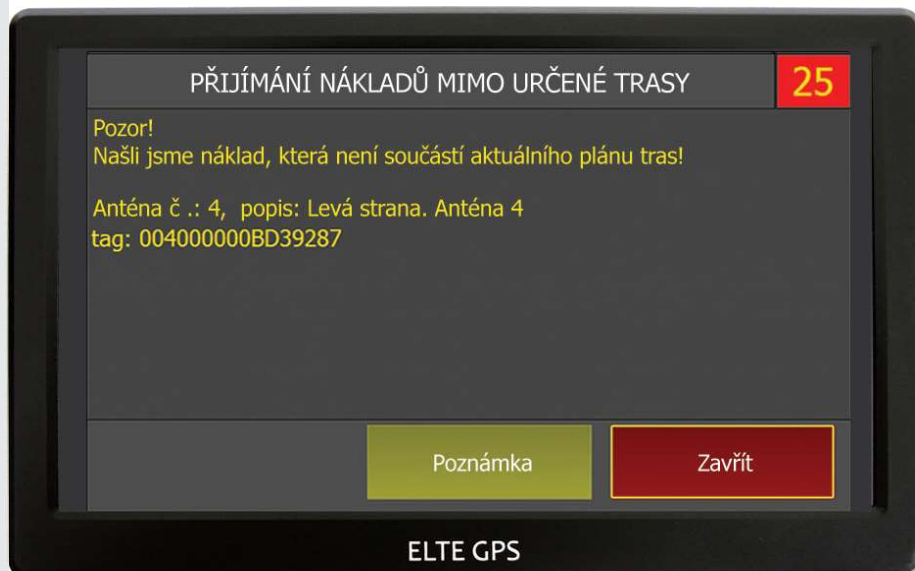 PŘIJÍMÁNÍ NÁKLADŮ MIMO URČENÉ TRASY 25
Pozor!
Našli jsme náklad, která není součástí aktuálního plánu tras!
Anténa č .: 4, popis: Levá strana. Anténa 4
tag: 004000000BD39287
Poznámka Zavřít
ELTE GPS